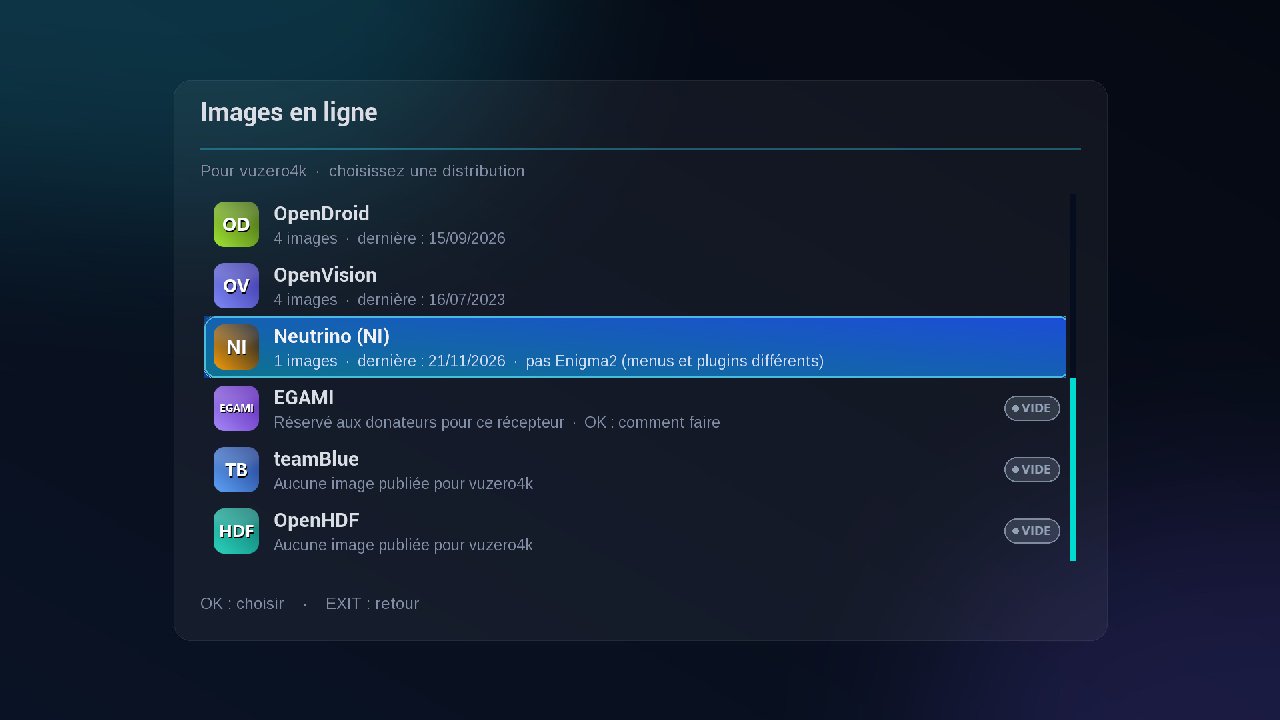 Images en ligne
Pour vuzero4k · choisissez une distribution
OD
OpenDroid
4 images · dernière : 15/09/2026
OV
OpenVision
4 images · dernière : 16/07/2023
NI
Neutrino (NI)
1 images · dernière : 21/11/2026 · pas Enigma2 (menus et plugins différents)
EGAMI
EGAMI
Réservé aux donateurs pour ce récepteur · OK : comment faire
VIDE
TB
teamBlue
Aucune image publiée pour vuzero4k
VIDE
HDF
OpenHDF
Aucune image publiée pour vuzero4k
VIDE
OK : choisir · EXIT : retour